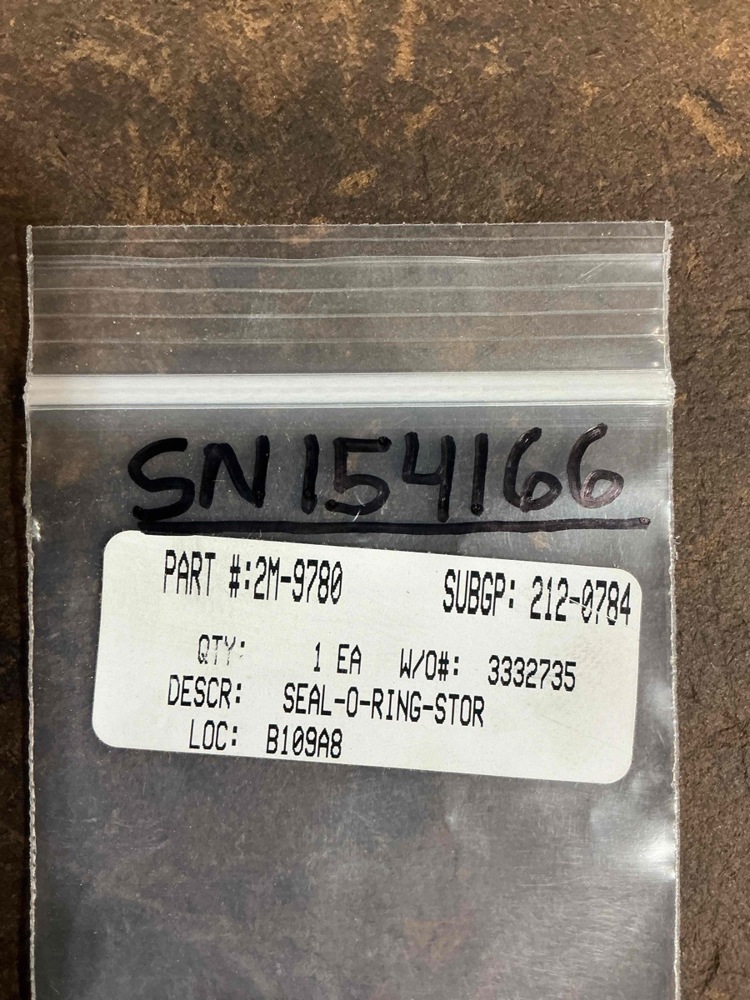 SN154166
PART #:2M-9780 SUBGP: 212-0784
QTY: 1 EA W/O#: 3332735
DESCR: SEAL-O-RING-STOR
LOC: B109A8